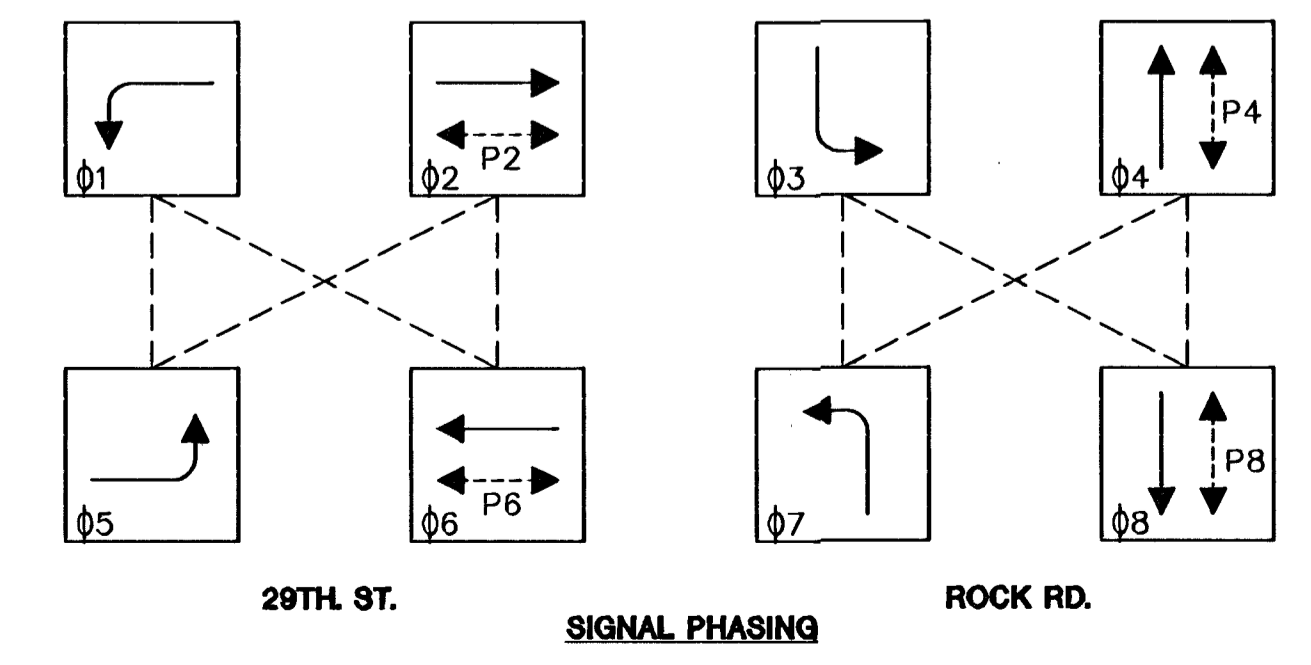 ϕ1
P2
ϕ2
ϕ3
P4
ϕ4
ϕ5
P6
ϕ6
ϕ7
P8
ϕ8
29TH. ST.
ROCK RD.
SIGNAL PHASING